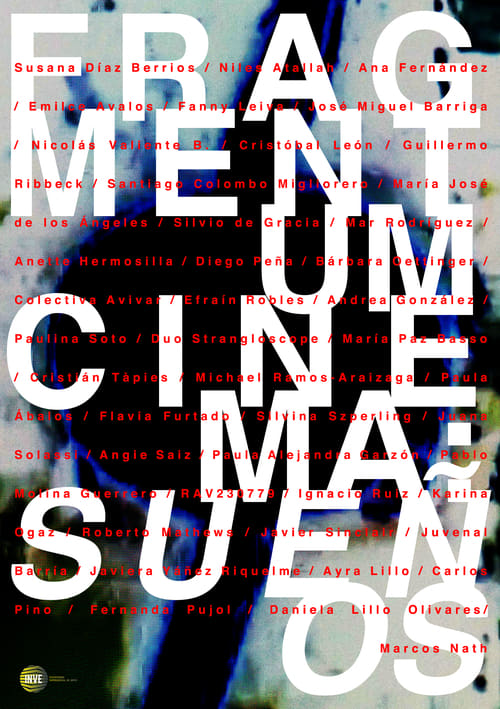 FRAG
MENT
UM
CINE
MA.
SUEÑ
OS
Susana Díaz Berrios / Niles Atallah / Ana Fernández
/ Emilse Avalos / Fanny Leiva / José Miguel Barriga
/ Nicolás Valiente B. / Cristóbal León / Guillermo
Ribbeck / Santiago Colombo Migliorero / María José
de los Ángeles / Silvio de Gracia / Mar Rodríguez /
Anette Hermosilla / Diego Peña / Bárbara Oettinger /
Colectiva Avivar / Efraín Robles / Andrea González /
Paulina Soto / Duo Strangloscope / María Paz Basso
/ Cristián Tàpies / Michael Ramos-Araizaga / Paula
Ábalos / Flavia Furtado / Silvina Szperling / Juana
Solassi / Angie Saiz / Paula Alejandra Garzón / Pablo
Molina Guerrero / RAV230779 / Ignacio Ruiz / Karina
Ogaz / Roberto Mathews / Javier Sinclair / Juvenal
Barría / Javiera Yáñez Riquelme / Ayra Lillo / Carlos
Pino / Fernanda Pujol / Daniela Lillo Olivares/
Marcos Nath
INVE